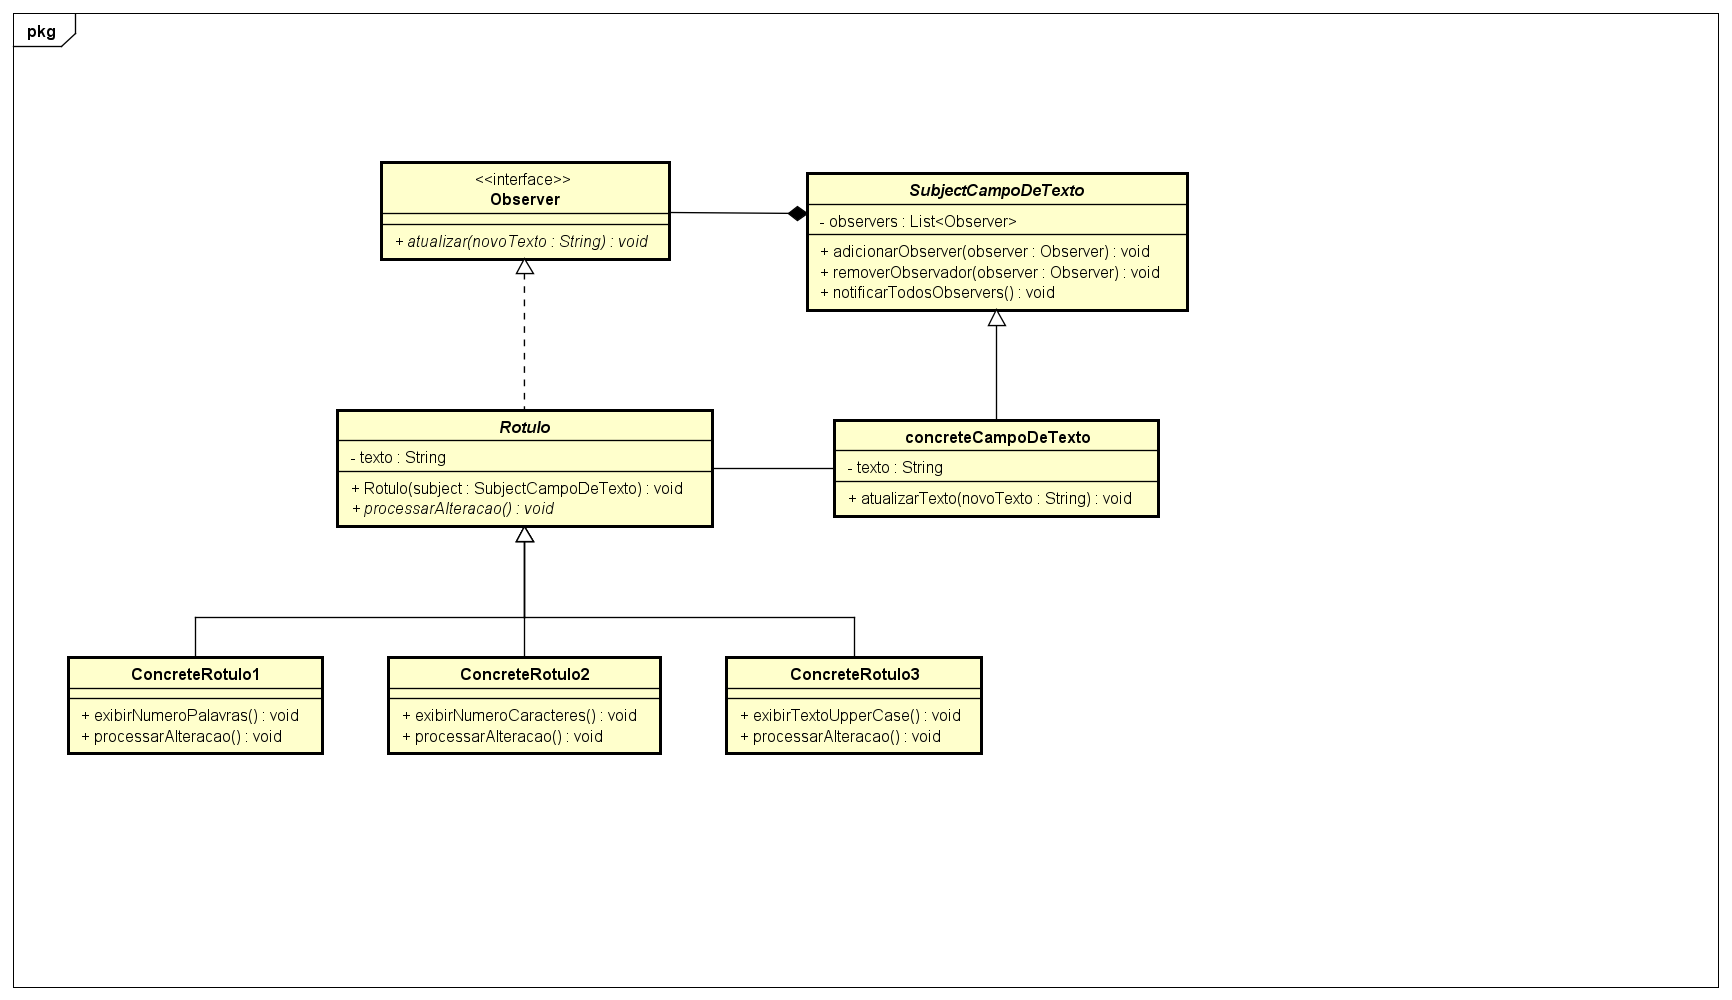 pkg
<<interface>>
Observer
+ atualizar(novoTexto : String) : void
SubjectCampoDeTexto
- observers : List<Observer>
+ adicionarObserver(observer : Observer) : void
+ removerObservador(observer : Observer) : void
+ notificarTodosObservers() : void
Rotulo
- texto : String
+ Rotulo(subject : SubjectCampoDeTexto) : void
+ processarAlteracao() : void
concreteCampoDeTexto
- texto : String
+ atualizarTexto(novoTexto : String) : void
ConcreteRotulo1
+ exibirNumeroPalavras() : void
+ processarAlteracao() : void
ConcreteRotulo2
+ exibirNumeroCaracteres() : void
+ processarAlteracao() : void
ConcreteRotulo3
+ exibirTextoUpperCase() : void
+ processarAlteracao() : void